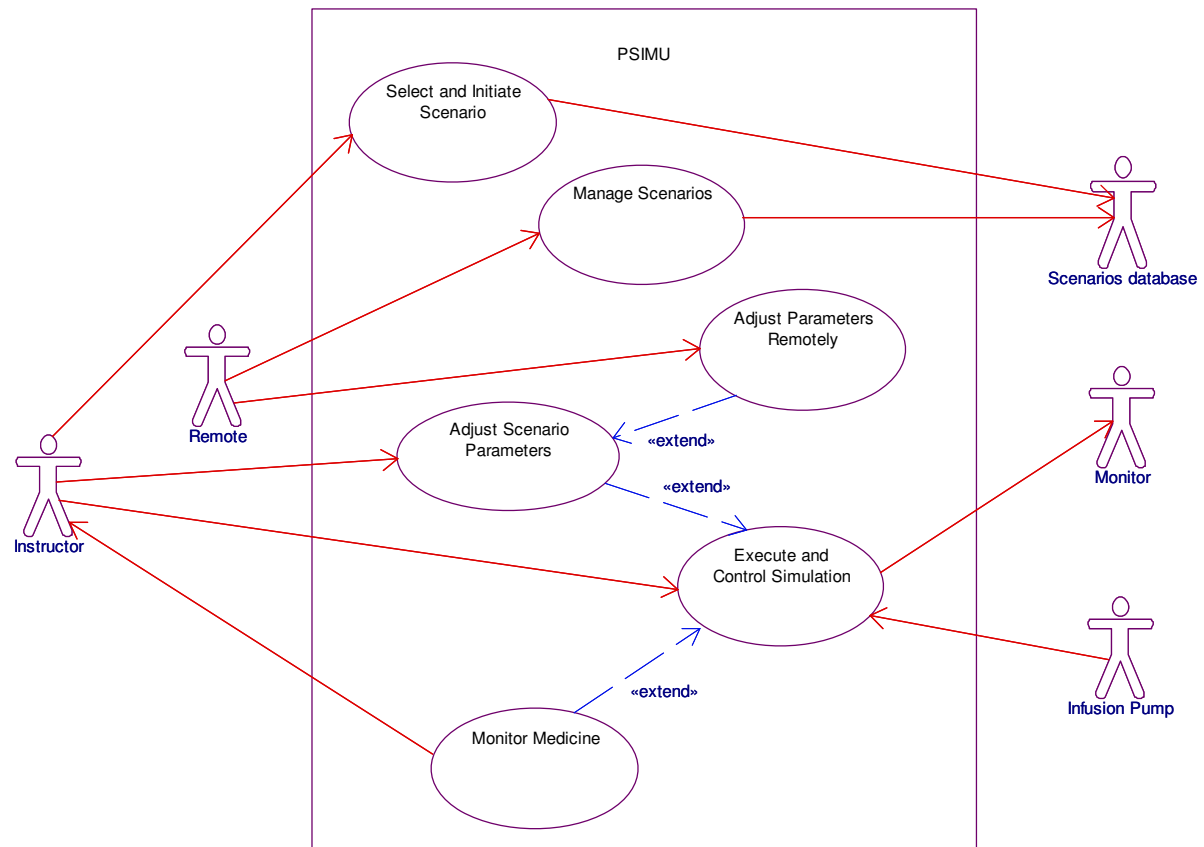 PSIMU
Select and Initiate
Scenario
Manage Scenarios
Scenarios database
Adjust Parameters
Remotely
Remote
«extend»
Adjust Scenario
Parameters
Monitor
«extend»
Instructor
Execute and
Control Simulation
«extend»
Infusion Pump
Monitor Medicine